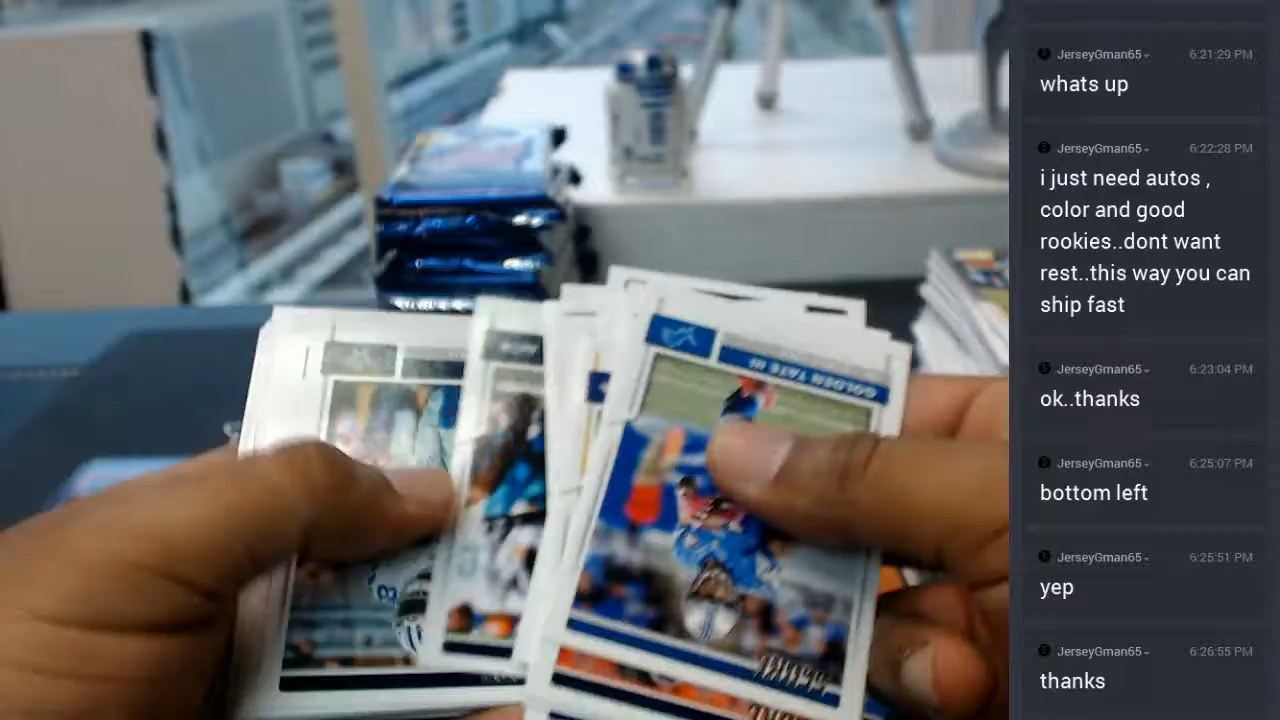 JerseyGman65
6:21:29 PM
whats up
JerseyGman65
6:22:28 PM
i just need autos ,
color and good
rookies..dont want
rest..this way you can
ship fast
JerseyGman65
6:23:04 PM
ok..thanks
JerseyGman65
6:25:07 PM
bottom left
JerseyGman65
6:25:51 PM
yep
JerseyGman65
6:26:55 PM
thanks
GOLDEN TATE III